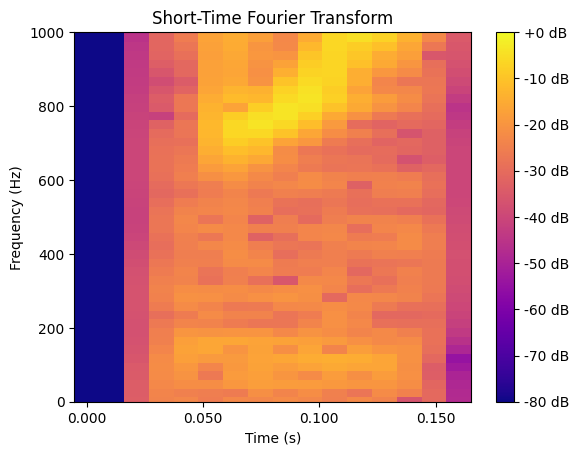 Short-Time Fourier Transform
1000
800
600
400
200
0
Frequency (Hz)
0.000
0.050
0.100
0.150
Time (s)
+0 dB
-10 dB
-20 dB
-30 dB
-40 dB
-50 dB
-60 dB
-70 dB
-80 dB